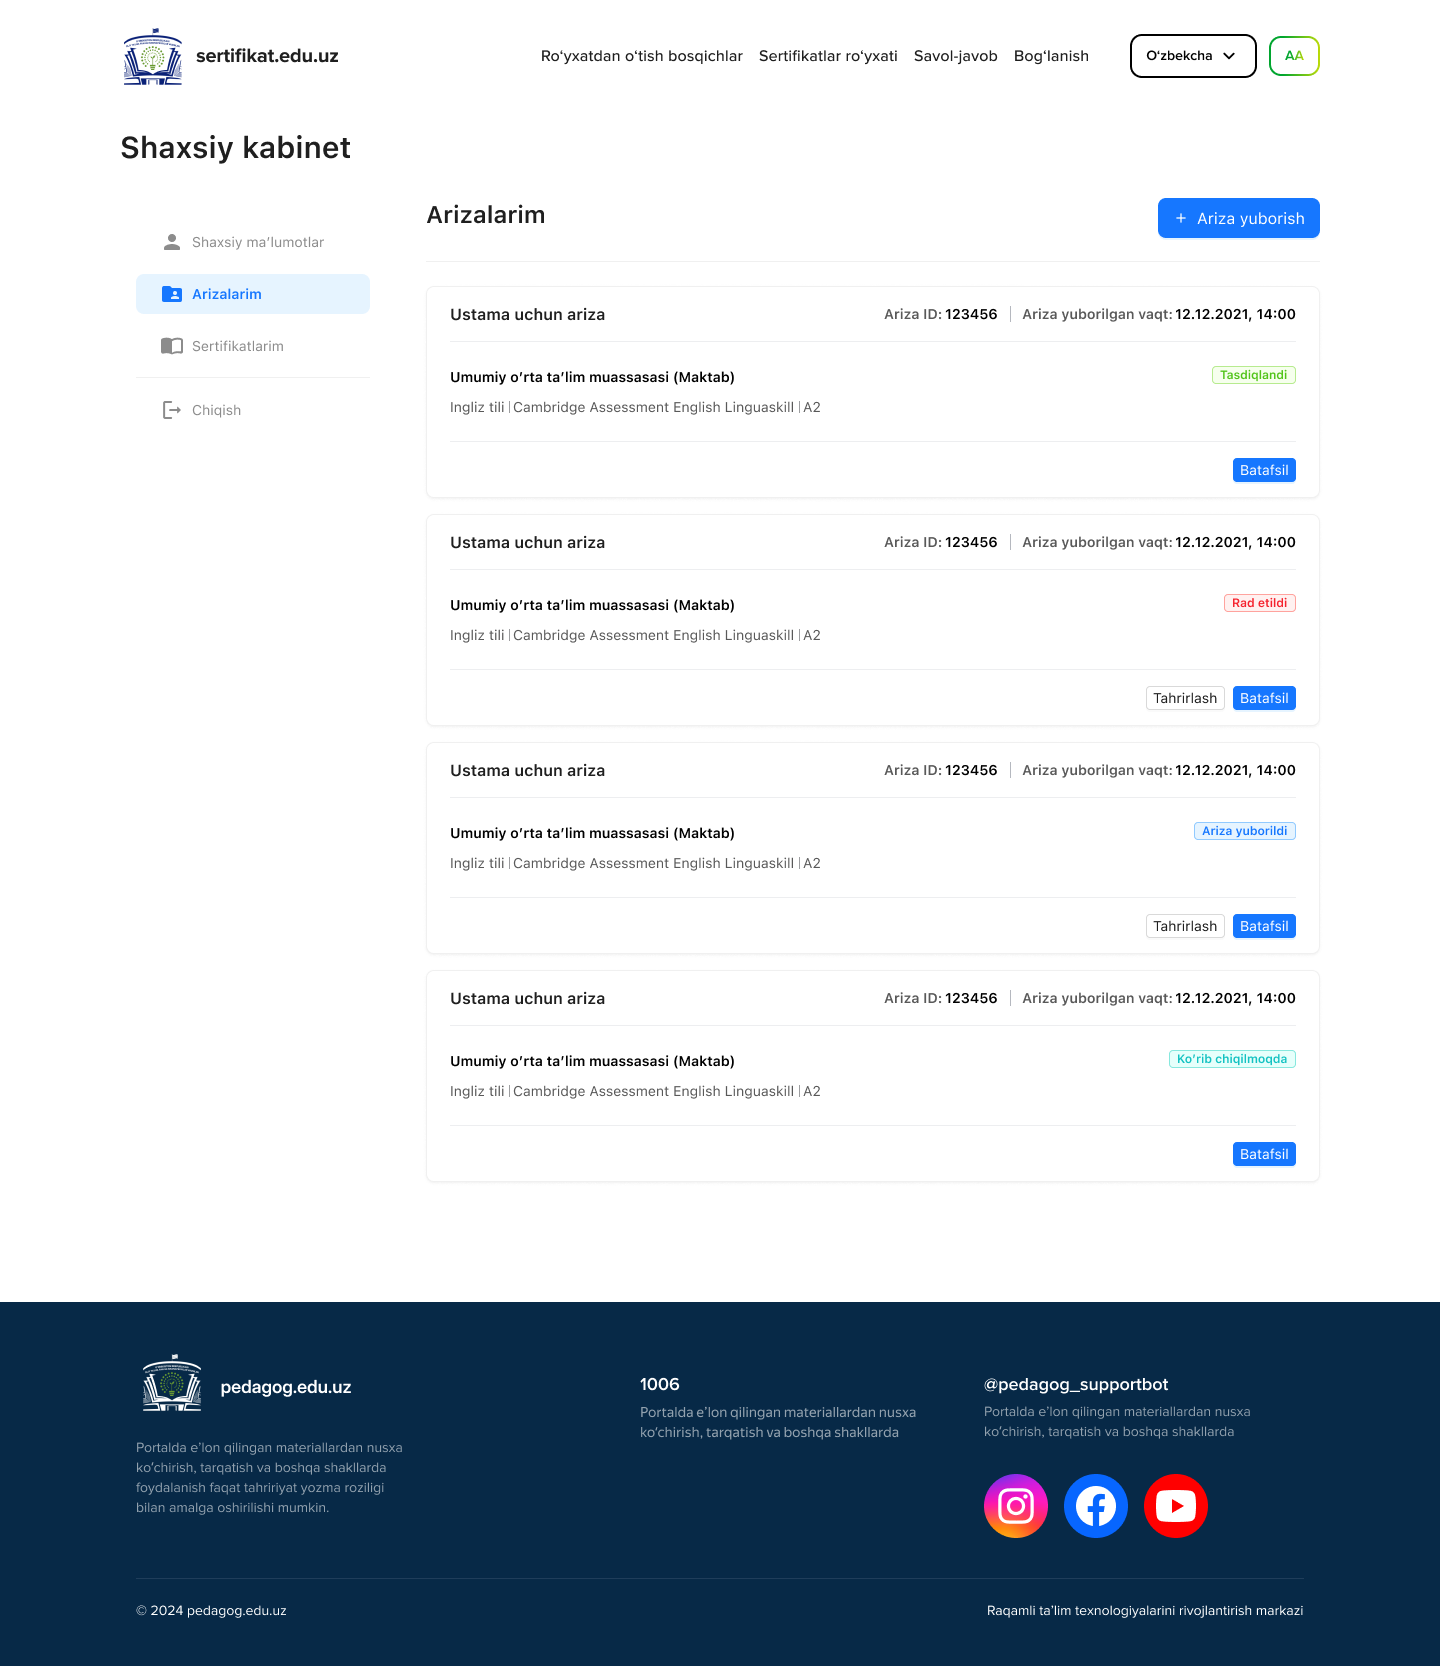 sertifikat.edu.uz
Ro‘yxatdan o‘tish bosqichlar
Sertifikatlar ro‘yxati
Savol-javob
Bog‘lanish
O‘zbekcha
AA
Shaxsiy kabinet
Shaxsiy ma’lumotlar
Arizalarim
Sertifikatlarim
Chiqish
Arizalarim
+ Ariza yuborish
Ustama uchun ariza
Ariza ID: 123456 | Ariza yuborilgan vaqt: 12.12.2021, 14:00
Umumiy o’rta ta’lim muassasasi (Maktab)
Tasdiqlandi
Ingliz tili | Cambridge Assessment English Linguaskill | A2
Batafsil
Ustama uchun ariza
Ariza ID: 123456 | Ariza yuborilgan vaqt: 12.12.2021, 14:00
Umumiy o’rta ta’lim muassasasi (Maktab)
Rad etildi
Ingliz tili | Cambridge Assessment English Linguaskill | A2
Tahrirlash
Batafsil
Ustama uchun ariza
Ariza ID: 123456 | Ariza yuborilgan vaqt: 12.12.2021, 14:00
Umumiy o’rta ta’lim muassasasi (Maktab)
Ariza yuborildi
Ingliz tili | Cambridge Assessment English Linguaskill | A2
Tahrirlash
Batafsil
Ustama uchun ariza
Ariza ID: 123456 | Ariza yuborilgan vaqt: 12.12.2021, 14:00
Umumiy o’rta ta’lim muassasasi (Maktab)
Ko’rib chiqilmoqda
Ingliz tili | Cambridge Assessment English Linguaskill | A2
Batafsil
pedagog.edu.uz
Portalda e’lon qilingan materiallardan nusxa
ko‘chirish, tarqatish va boshqa shakllarda
foydalanish faqat tahririyat yozma roziligi
bilan amalga oshirilishi mumkin.
1006
Portalda e’lon qilingan materiallardan nusxa
ko‘chirish, tarqatish va boshqa shakllarda
@pedagog_supportbot
Portalda e’lon qilingan materiallardan nusxa
ko‘chirish, tarqatish va boshqa shakllarda
© 2024 pedagog.edu.uz
Raqamli ta’lim texnologiyalarini rivojlantirish markazi